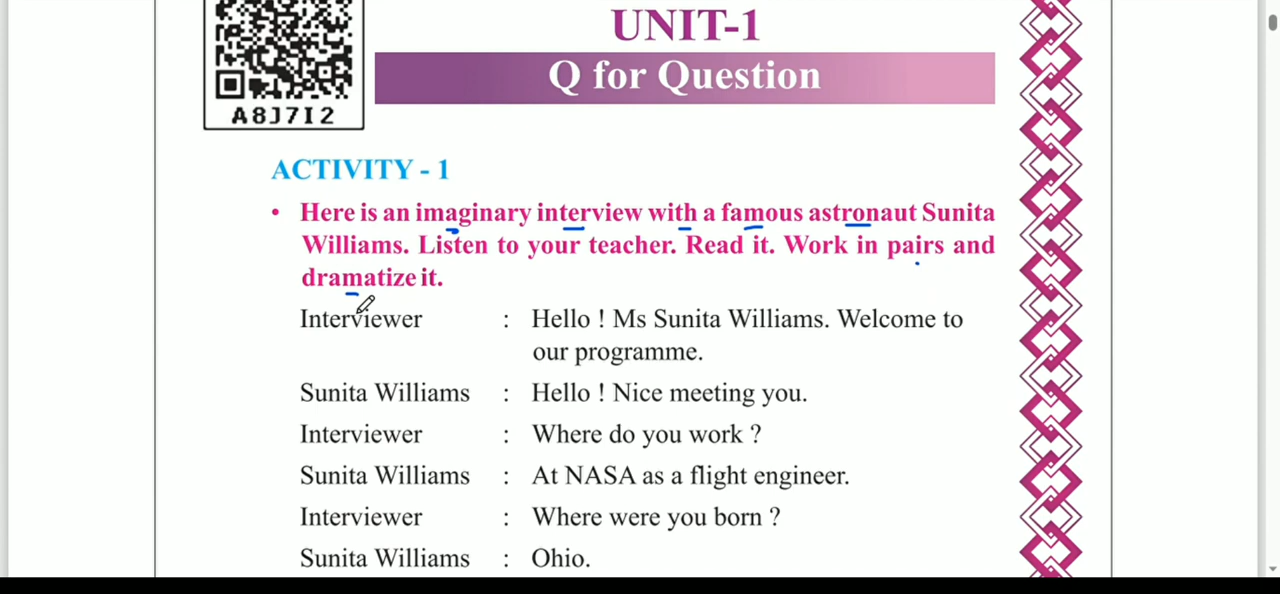 UNIT-1
Q for Question
A8J7I2
ACTIVITY - 1
• Here is an imaginary interview with a famous astronaut Sunita
Williams. Listen to your teacher. Read it. Work in pairs and
dramatize it.
Interviewer : Hello ! Ms Sunita Williams. Welcome to
our programme.
Sunita Williams : Hello ! Nice meeting you.
Interviewer : Where do you work ?
Sunita Williams : At NASA as a flight engineer.
Interviewer : Where were you born ?
Sunita Williams : Ohio.